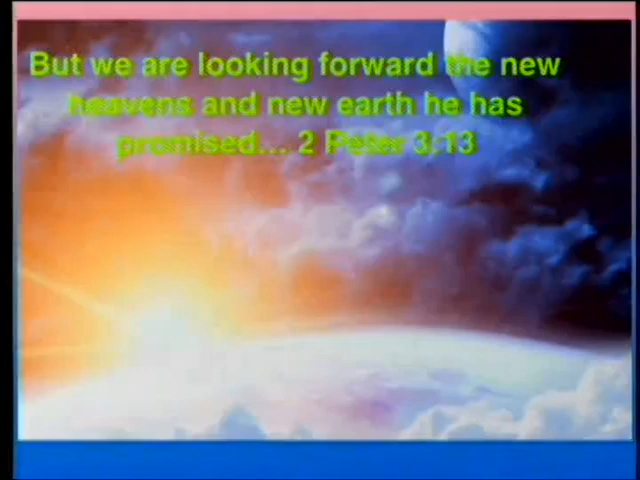 But we are looking forward the new
heavens and new earth he has
promised... 2 Peter 3:13